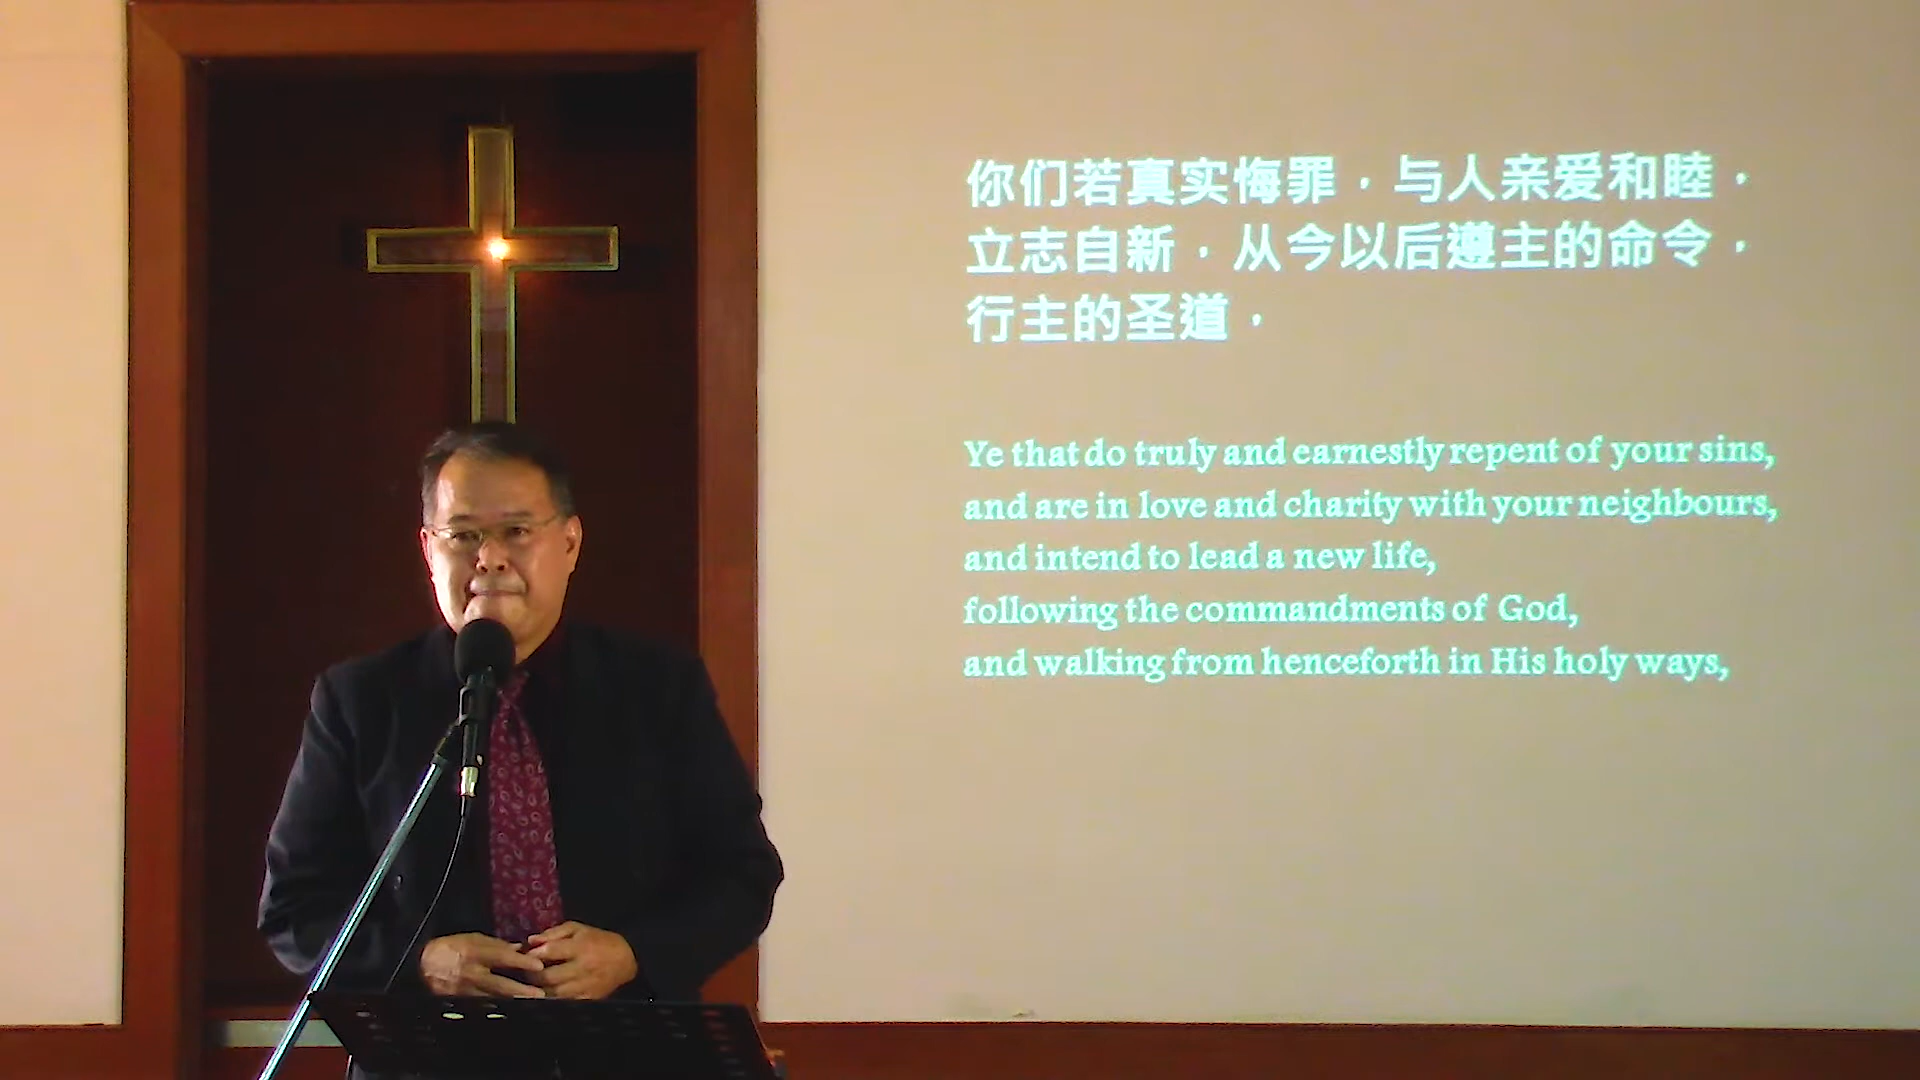 你们若真实悔罪，与人亲爱和睦，
立志自新，从今以后遵主的命令，
行主的圣道，
Ye that do truly and earnestly repent of your sins,
and are in love and charity with your neighbours,
and intend to lead a new life,
following the commandments of God,
and walking from henceforth in His holy ways,